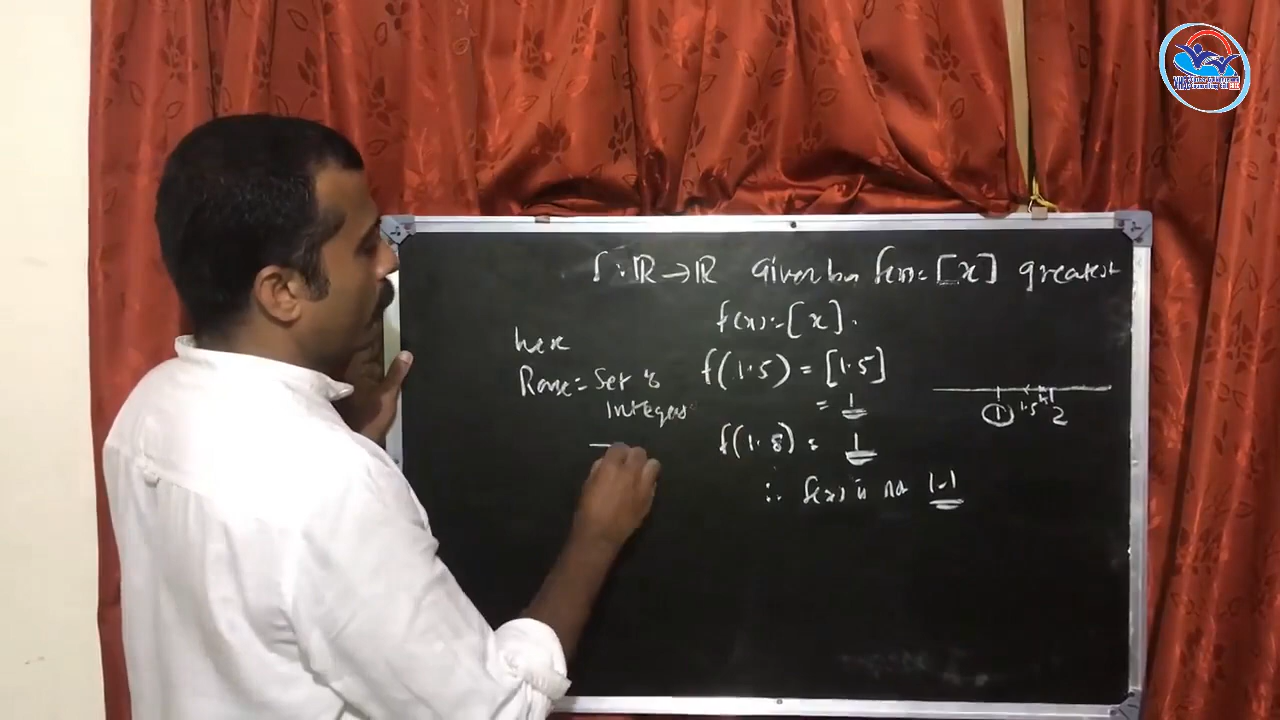 f: ℝ → ℝ Given by f(x) = [x] greatest
f(x) = [x].
here
Range = Set of
Integers
f(1.5) = [1.5]
= 1
f(1.8) = 1
∴ f(x) is not 1-1
1 1.5 2